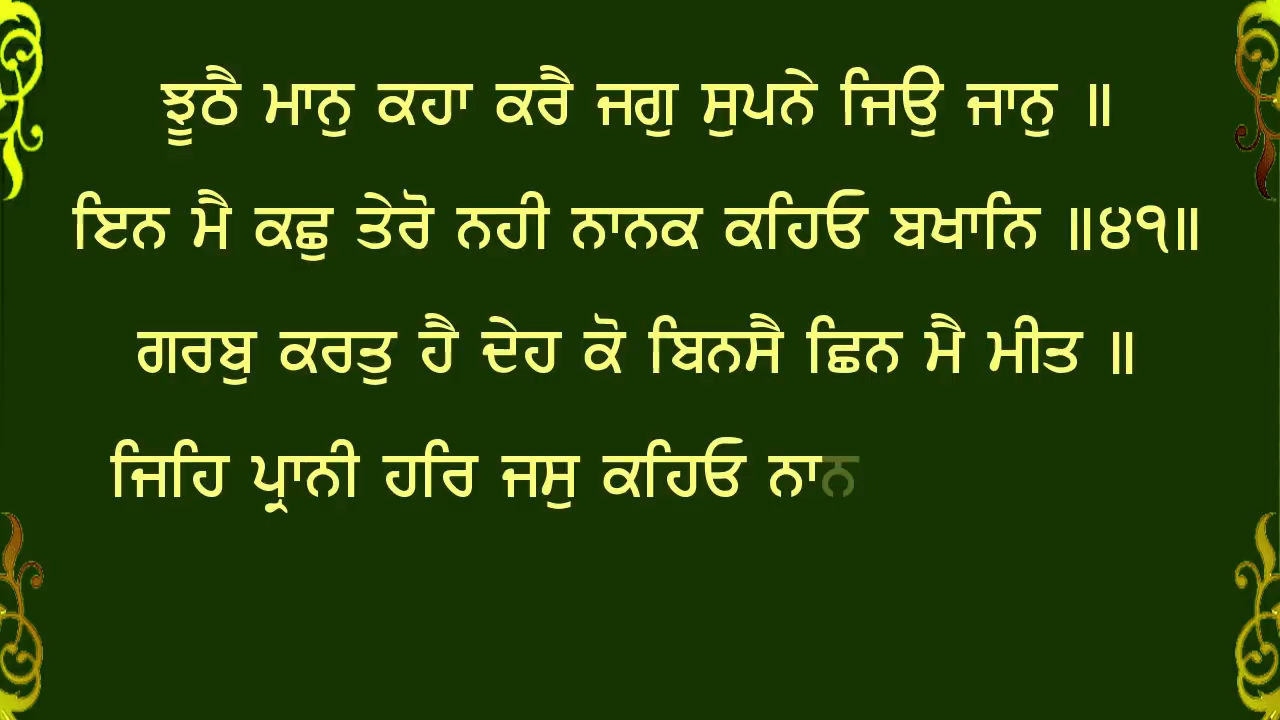 ਝੂਠੈ ਮਾਨੁ ਕਹਾ ਕਰੈ ਜਗੁ ਸੁਪਨੇ ਜਿਉ ਜਾਨੁ ॥
ਇਨ ਮੈ ਕਛੁ ਤੇਰੋ ਨਹੀ ਨਾਨਕ ਕਹਿਓ ਬਖਾਨਿ ॥੪੧॥
ਗਰਬੁ ਕਰਤੁ ਹੈ ਦੇਹ ਕੋ ਬਿਨਸੈ ਛਿਨ ਮੈ ਮੀਤ ॥
ਜਿਹਿ ਪ੍ਰਾਨੀ ਹਰਿ ਜਸੁ ਕਹਿਓ ਨਾਨ